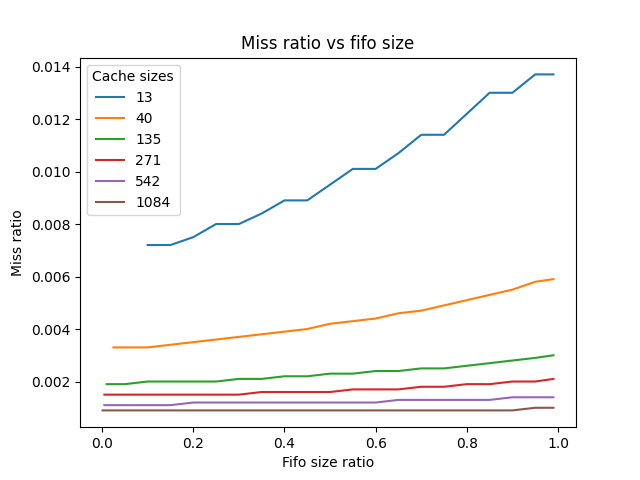 Miss ratio vs fifo size
Cache sizes
13
40
135
271
542
1084
0.014
0.012
0.010
0.008
0.006
0.004
0.002
Miss ratio
0.0 0.2 0.4 0.6 0.8 1.0
Fifo size ratio